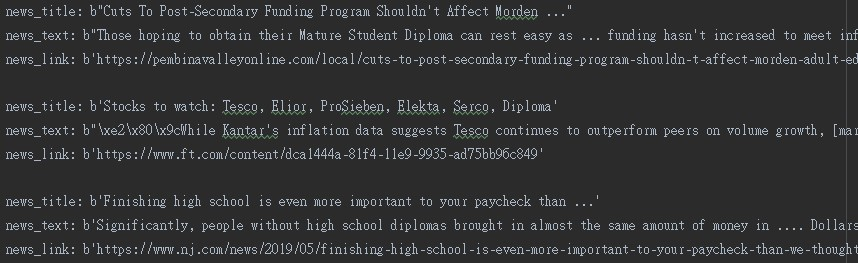 news_title: b"Cuts To Post-Secondary Funding Program Shouldn't Affect Morden ..."
news_text: b"Those hoping to obtain their Mature Student Diploma can rest easy as ... funding hasn't increased to meet inf
news_link: b'https://pembinavalleyonline.com/local/cuts-to-post-secondary-funding-program-shouldn-t-affect-morden-adult-ed
news_title: b'Stocks to watch: Tesco, Elior, ProSieben, Elekta, Serco, Diploma'
news_text: b"\xe2\x80\x9cWhile Kantar's inflation data suggests Tesco continues to outperform peers on volume growth, [mar
news_link: b'https://www.ft.com/content/dca1444a-81f4-11e9-9935-ad75bb96c849'
news_title: b'Finishing high school is even more important to your paycheck than ...'
news_text: b'Significantly, people without high school diplomas brought in almost the same amount of money in .... Dollars
news_link: b'https://www.nj.com/news/2019/05/finishing-high-school-is-even-more-important-to-your-paycheck-than-we-thought